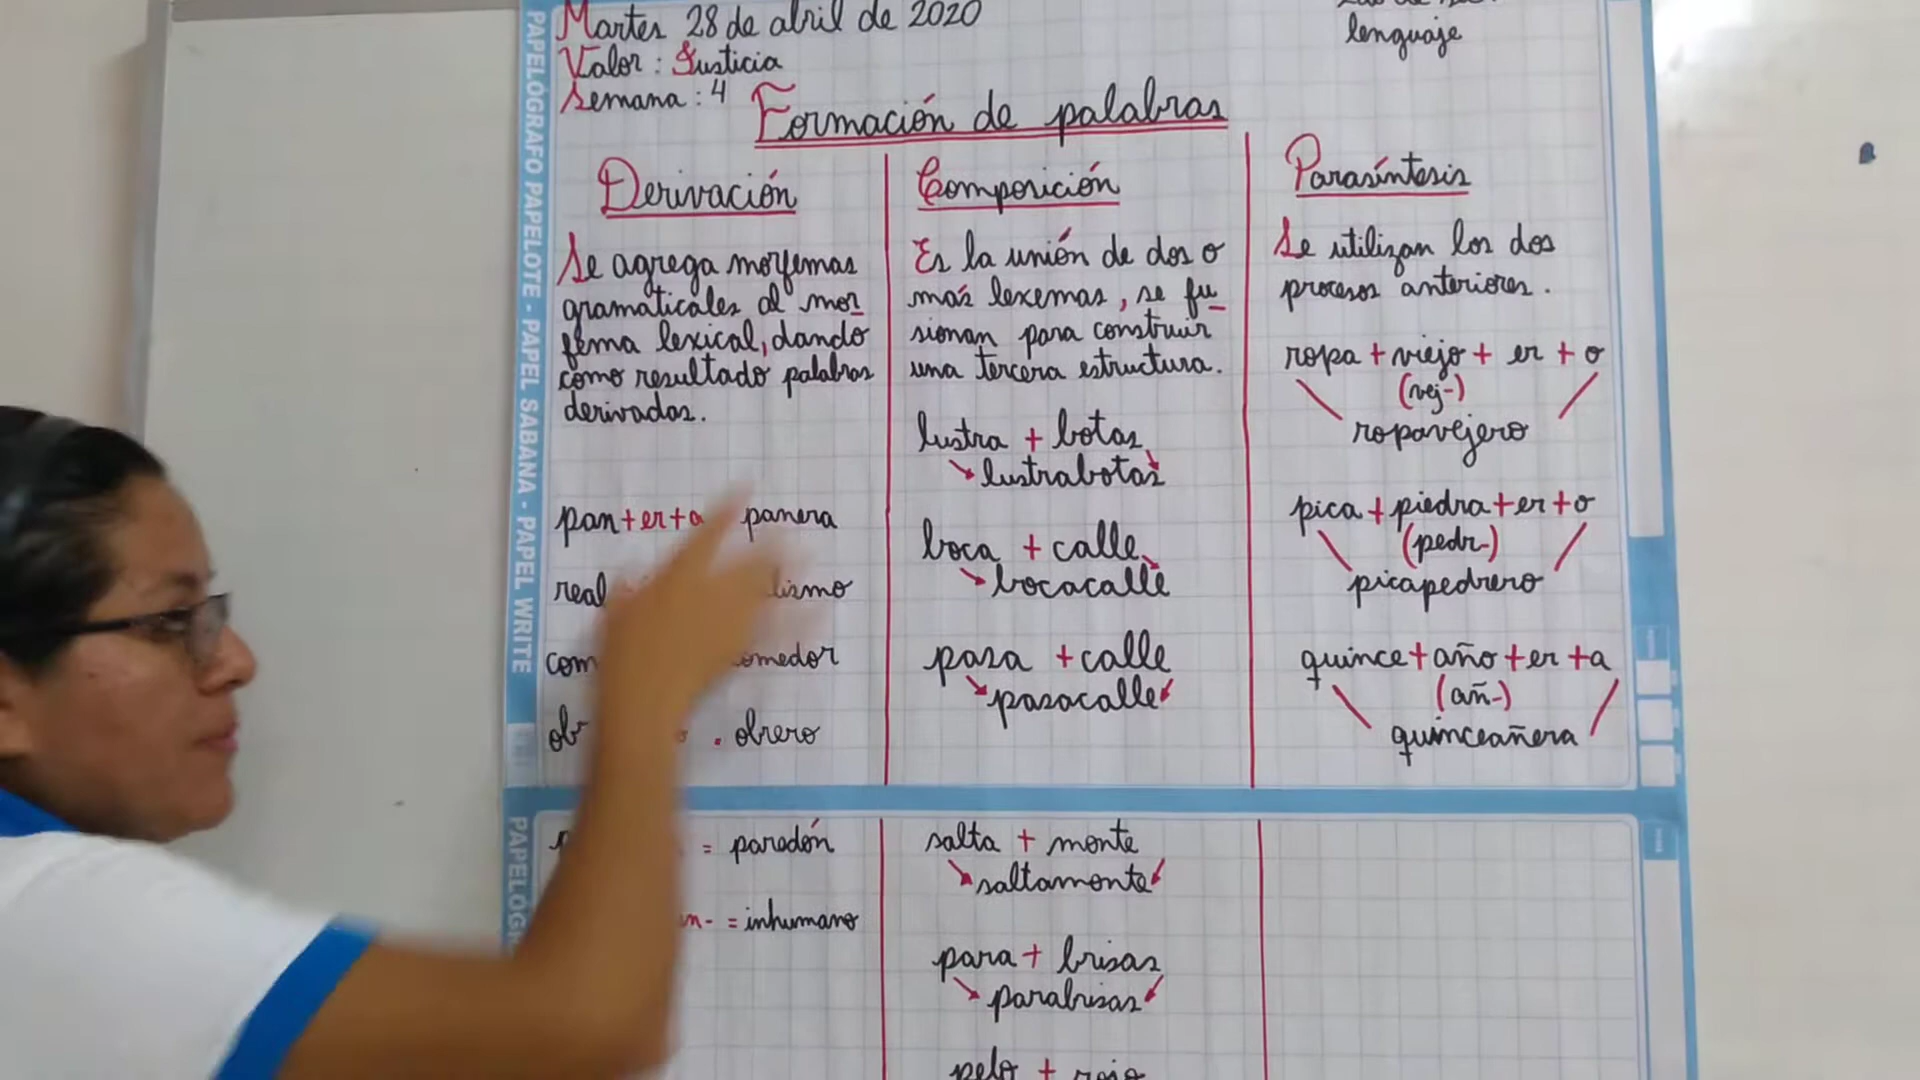 Martes 28 de abril de 2020
lenguaje
Valor: Justicia
Semana: 4
Formación de palabras
Derivación
Se agrega morfemas
gramaticales al mor_
fema lexical, dando
como resultado palabras
derivadas.
pan+er+a panera
real
comedor
. obrero
= paredón
= inhumano
Composición
Es la unión de dos o
más lexemas, se fu_
sionan para construir
una tercera estructura.
lustra + botas
lustrabotas
boca + calle
bocacalle
pasa + calle
pasacalle
salta + monte
saltamonte
para + brisas
parabrisas
pelo + rojo
Parasíntesis
Se utilizan los dos
procesos anteriores.
ropa + viejo + er + o
(vej-)
ropavejero
pica + piedra + er + o
(pedr-)
picapedrero
quince + año + er + a
(añ-)
quinceañera
PAPELÓGRAFO PAPELOTE - PAPEL SABANA - PAPEL WRITE